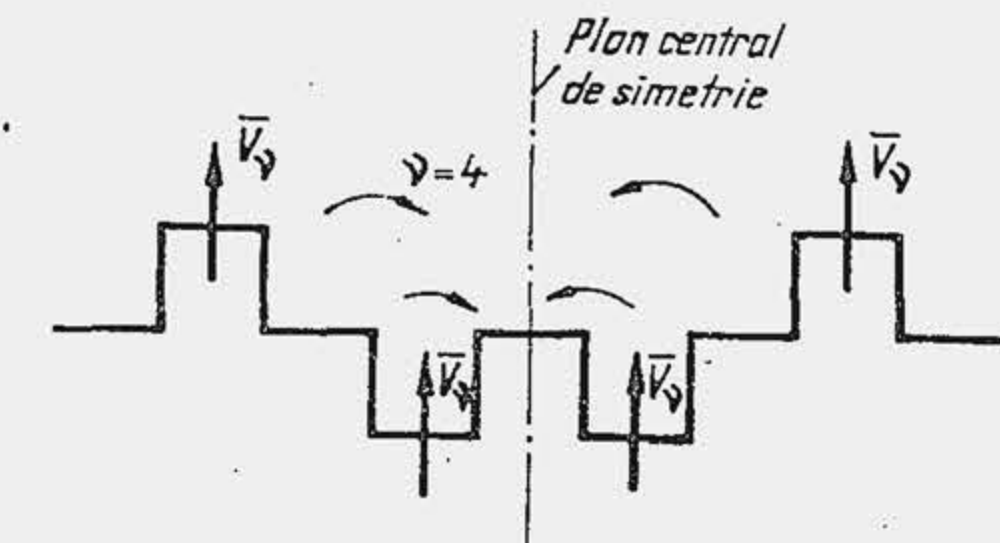 Plan central
de simetrie
V̅ν
ν=4
V̅ν
V̅ν
V̅ν